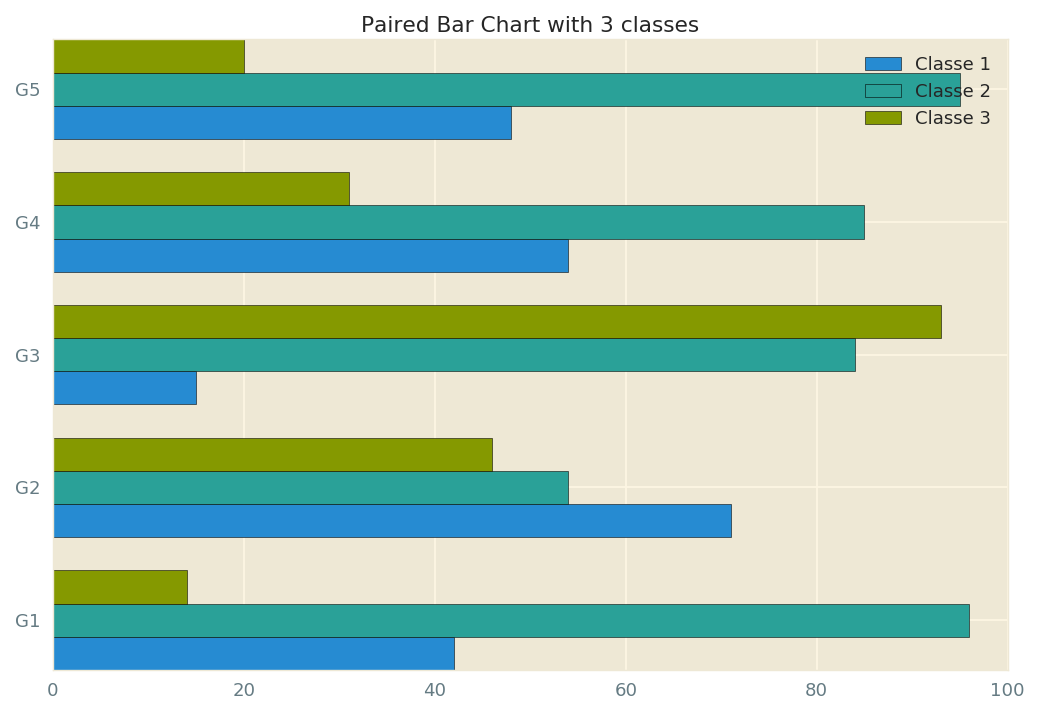 Paired Bar Chart with 3 classes
Classe 1
Classe 2
Classe 3
G5
G4
G3
G2
G1
0 20 40 60 80 100